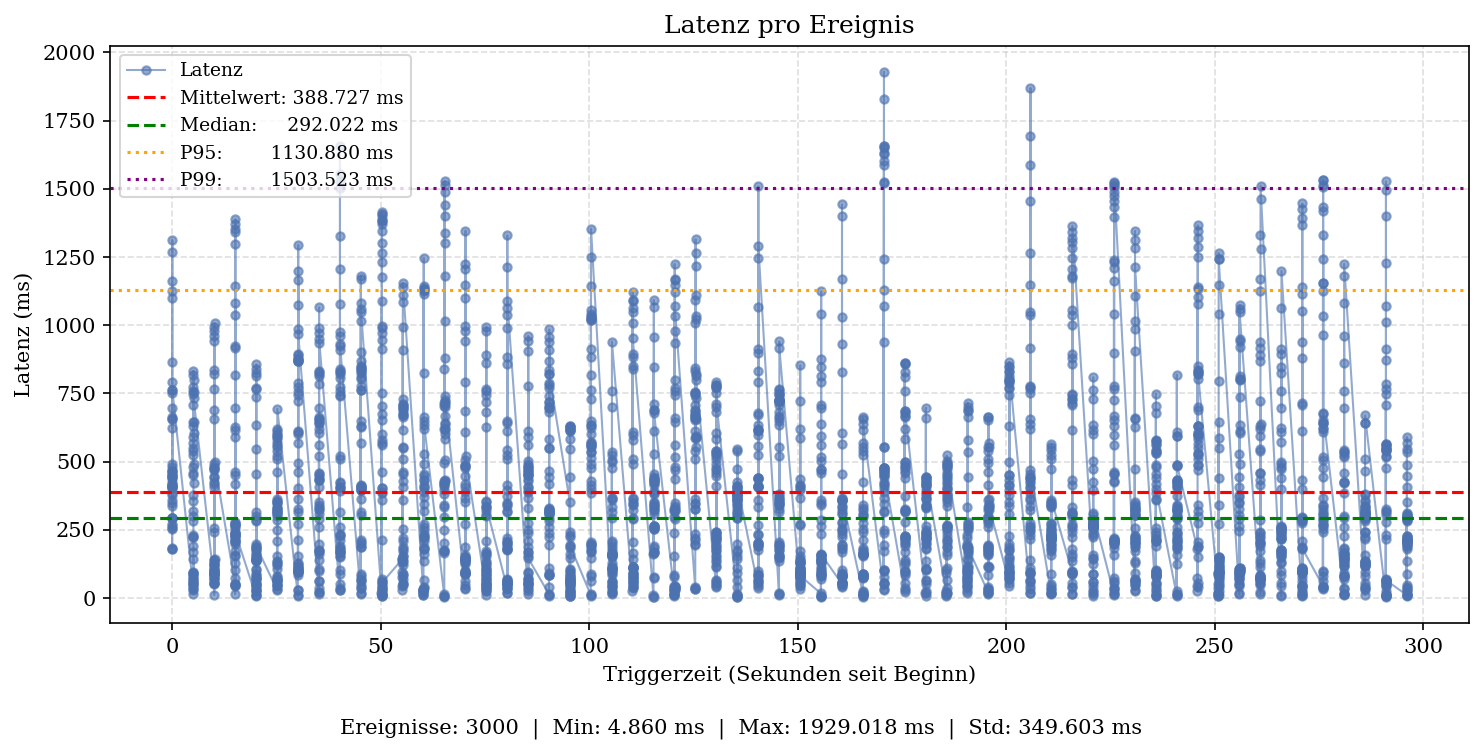 Latenz pro Ereignis
Latenz (ms)
2000
1750
1500
1250
1000
750
500
250
0
Latenz
Mittelwert: 388.727 ms
Median: 292.022 ms
P95: 1130.880 ms
P99: 1503.523 ms
0 50 100 150 200 250 300
Triggerzeit (Sekunden seit Beginn)
Ereignisse: 3000 | Min: 4.860 ms | Max: 1929.018 ms | Std: 349.603 ms